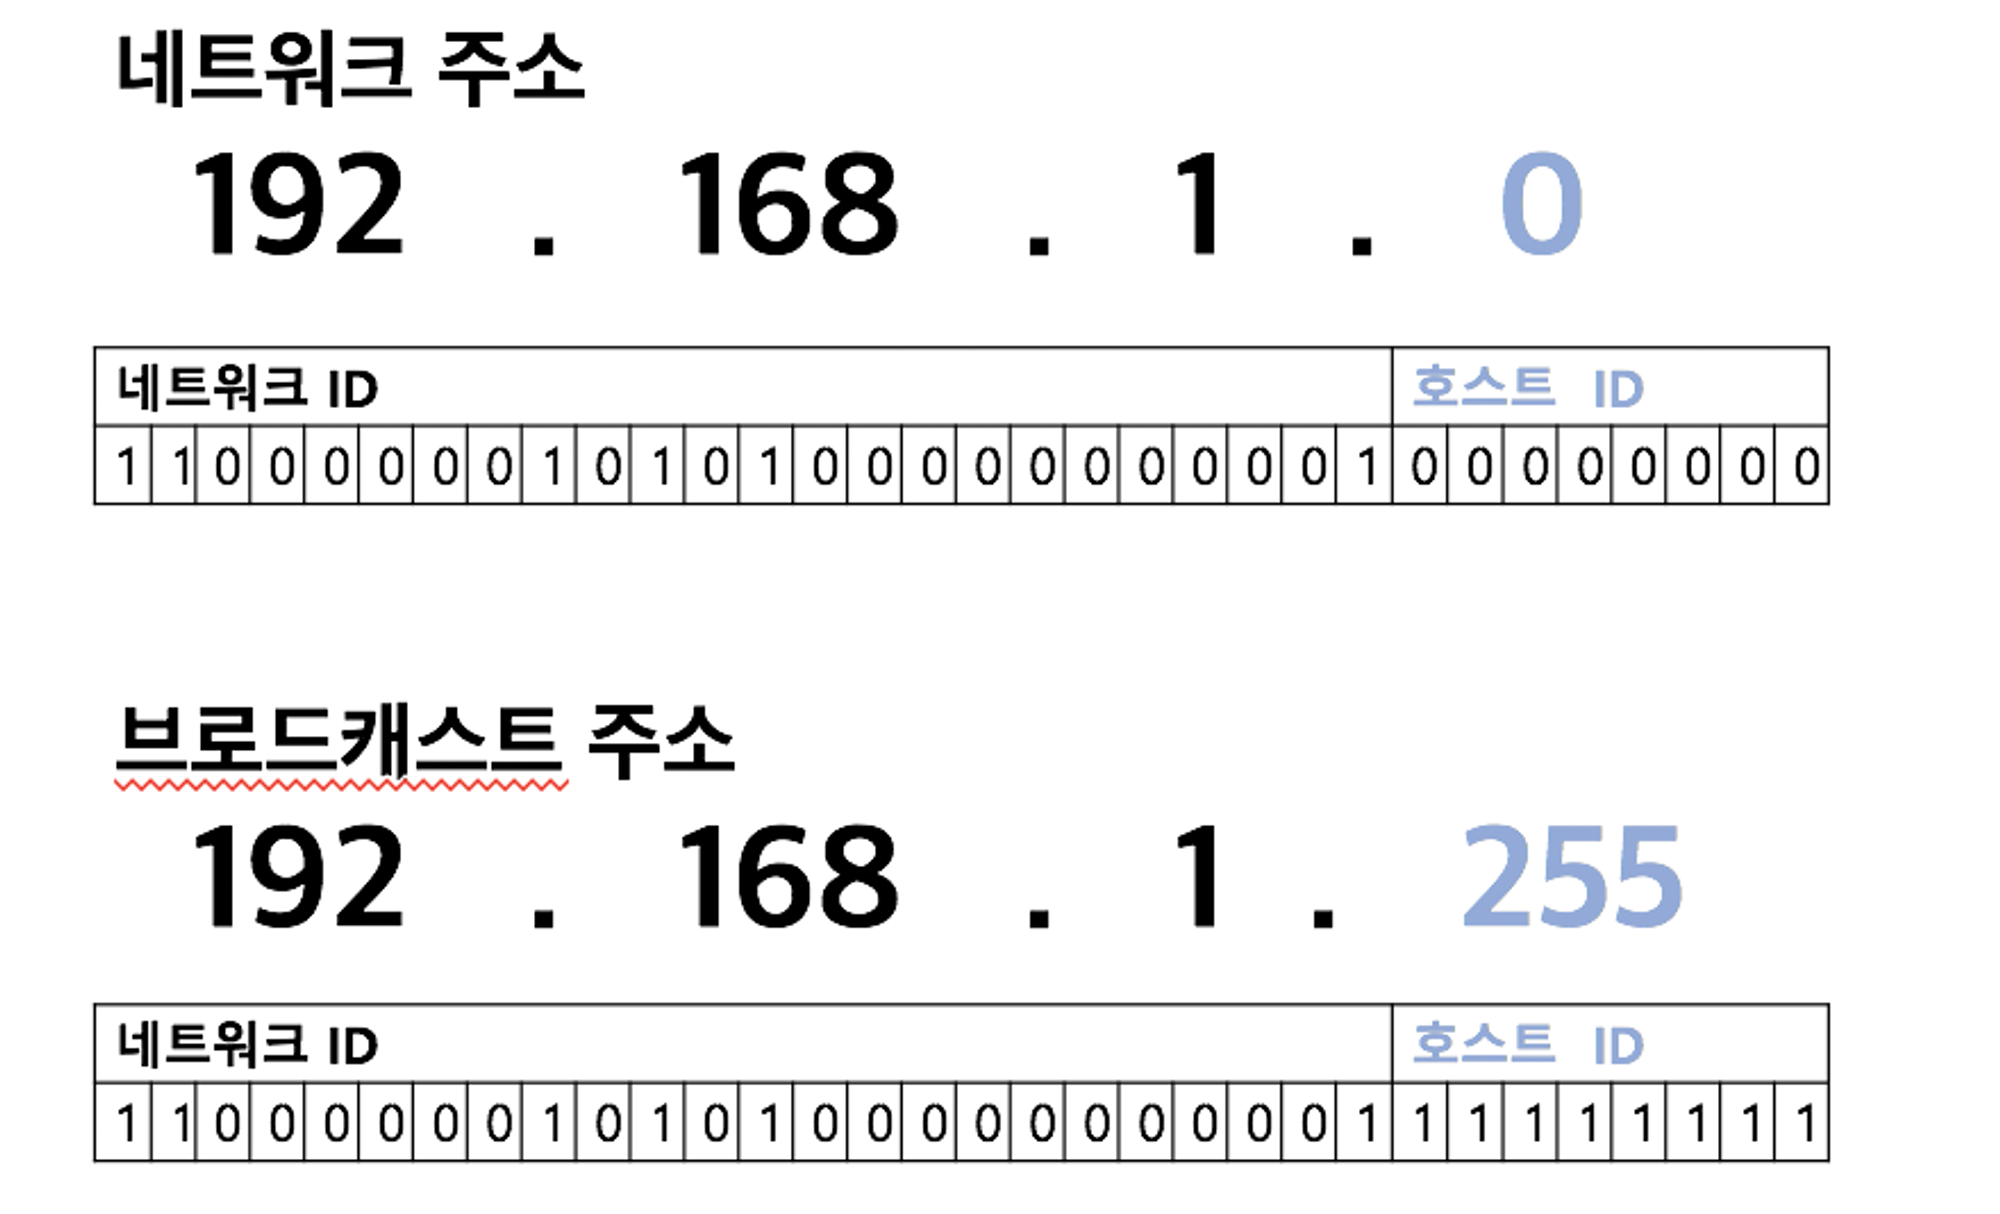 네트워크 주소
192 . 168 . 1 . 0
네트워크 ID 호스트 ID
1 1 0 0 0 0 0 0 1 0 1 0 1 0 0 0 0 0 0 0 0 0 0 1 0 0 0 0 0 0 0 0
브로드캐스트 주소
192 . 168 . 1 . 255
네트워크 ID 호스트 ID
1 1 0 0 0 0 0 0 1 0 1 0 1 0 0 0 0 0 0 0 0 0 0 1 1 1 1 1 1 1 1 1